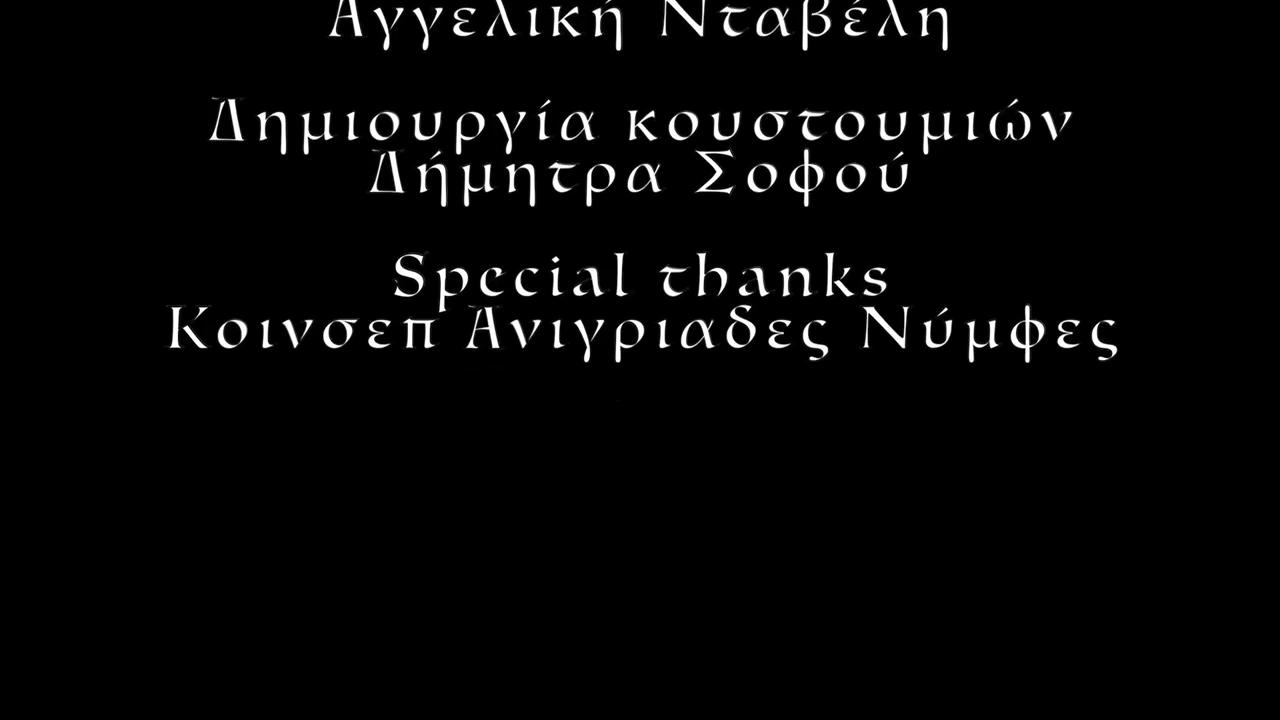 Αγγελική Νταβέλη
Δημιουργία κουστουμιών
Δήμητρα Σοφού
Special thanks
Κοινσεπ Ανιγριαδες Νύμφες